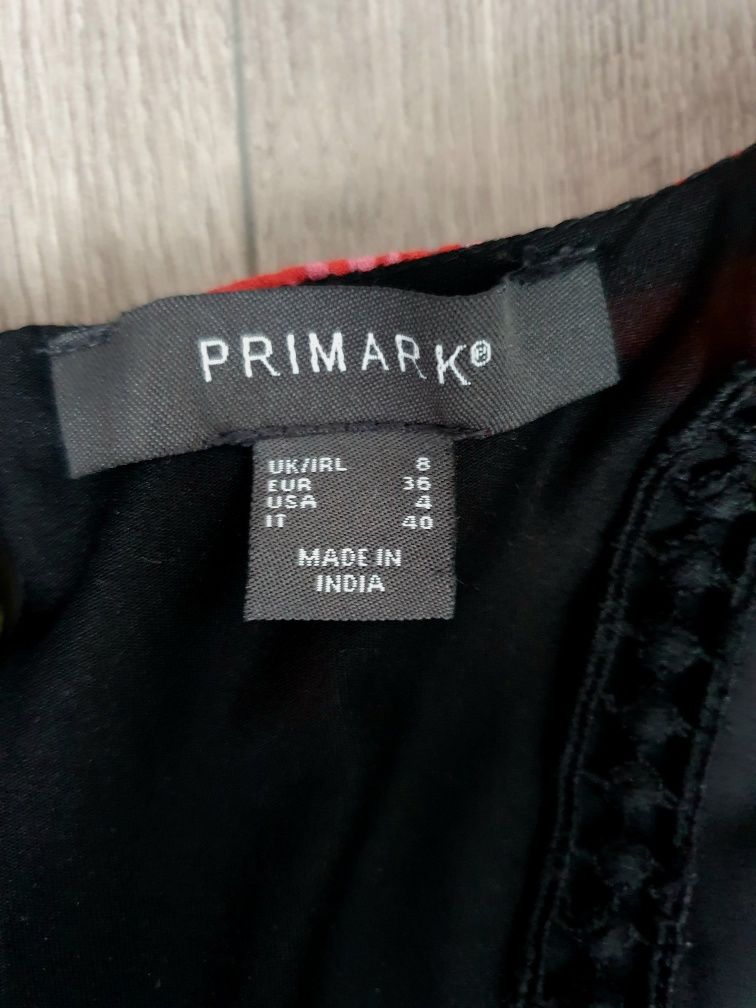 PRIMARK®
UK/IRL 8
EUR 36
USA 4
IT 40
MADE IN
INDIA